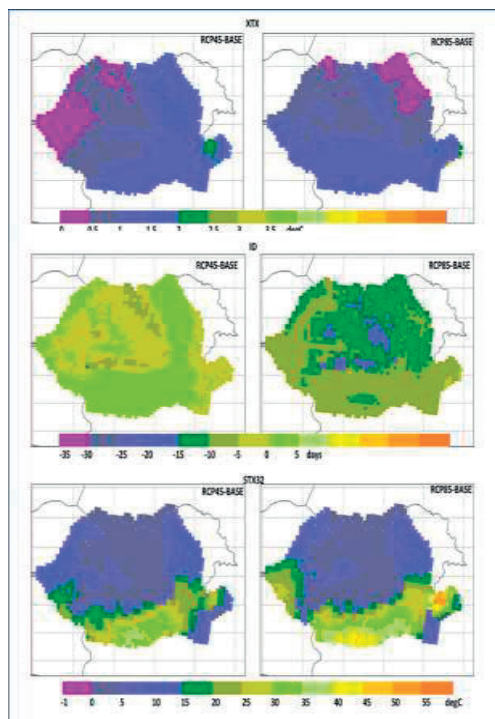 XTX
RCP45-BASE RCP85-BASE
0 0.5 1 1.5 2 2.5 3 3.5 degC
ID
RCP45-BASE RCP85-BASE
-35 -30 -25 -20 -15 -10 -5 0 5 days
STX32
RCP45-BASE RCP85-BASE
-1 0 5 10 15 20 25 30 35 40 45 50 55 degC